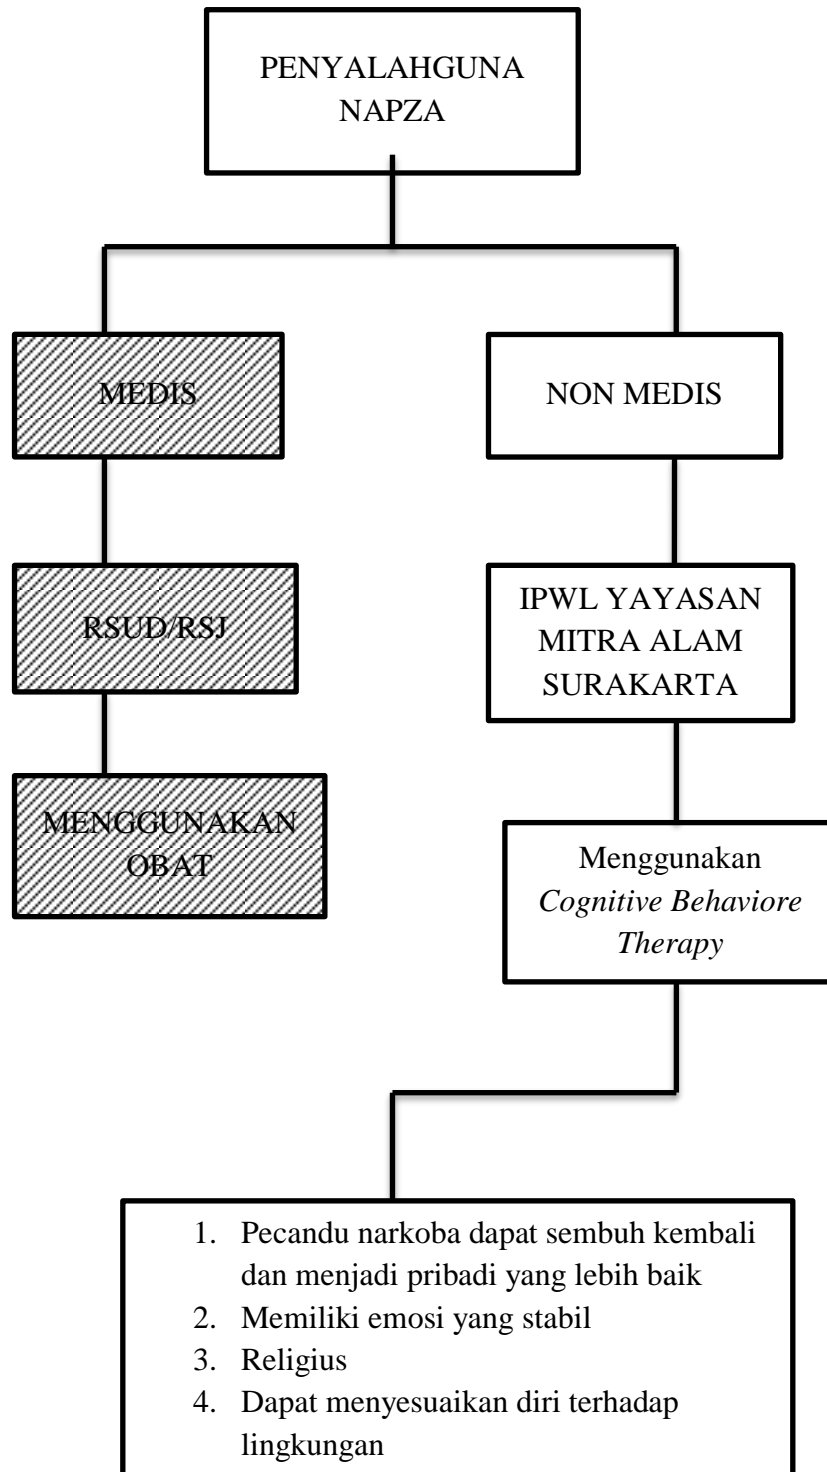 PENYALAHGUNA
NAPZA
MEDIS
NON MEDIS
RSUD/RSJ
IPWL YAYASAN
MITRA ALAM
SURAKARTA
MENGGUNAKAN
OBAT
Menggunakan
Cognitive Behaviore
Therapy
1. Pecandu narkoba dapat sembuh kembali
dan menjadi pribadi yang lebih baik
2. Memiliki emosi yang stabil
3. Religius
4. Dapat menyesuaikan diri terhadap
lingkungan